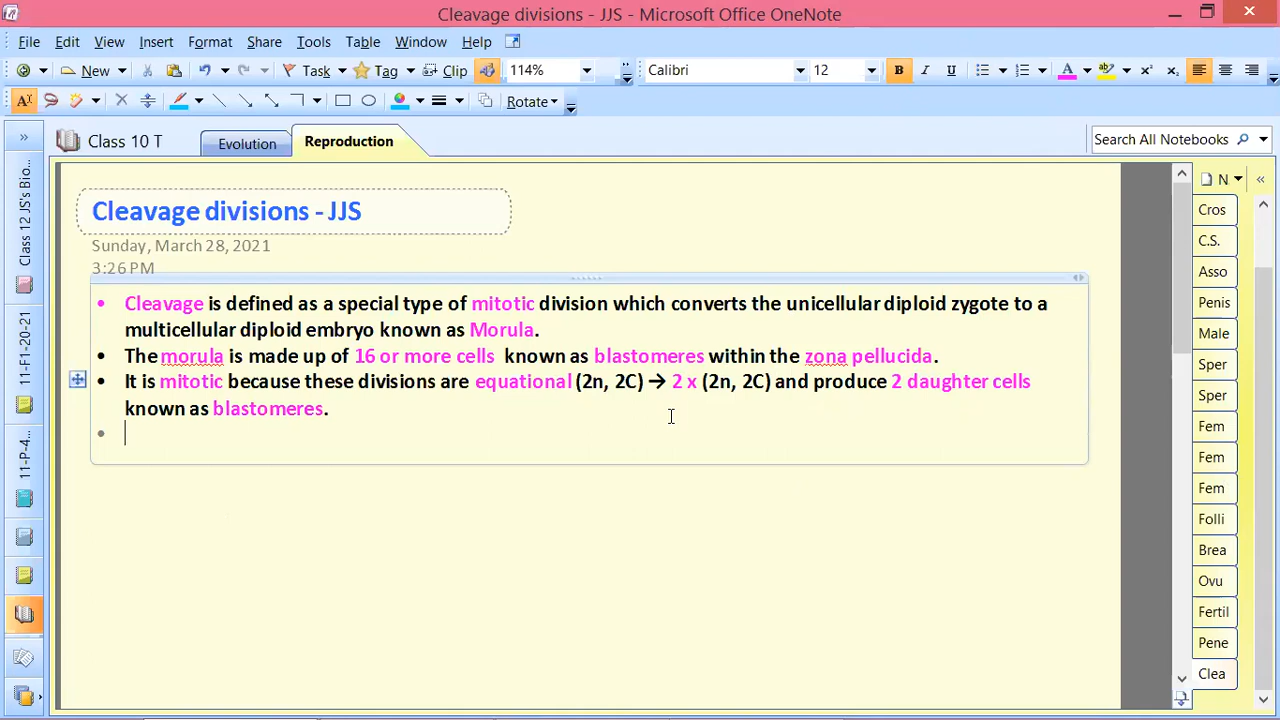 Cleavage divisions - JJS - Microsoft Office OneNote
File Edit View Insert Format Share Tools Table Window Help
New Task Tag Clip 114% Calibri 12 B I U
Rotate
Class 10 T Evolution Reproduction Search All Notebooks
N
Cleavage divisions - JJS
Sunday, March 28, 2021
3:26 PM
• Cleavage is defined as a special type of mitotic division which converts the unicellular diploid zygote to a
multicellular diploid embryo known as Morula.
• The morula is made up of 16 or more cells known as blastomeres within the zona pellucida.
• It is mitotic because these divisions are equational (2n, 2C) → 2 x (2n, 2C) and produce 2 daughter cells
known as blastomeres.
•
Class 12 JS's Bio...
11-F1-20-21
11-P-4...
Cros
C.S.
Asso
Penis
Male
Sper
Sper
Fem
Fem
Fem
Folli
Brea
Ovu
Fertil
Pene
Clea